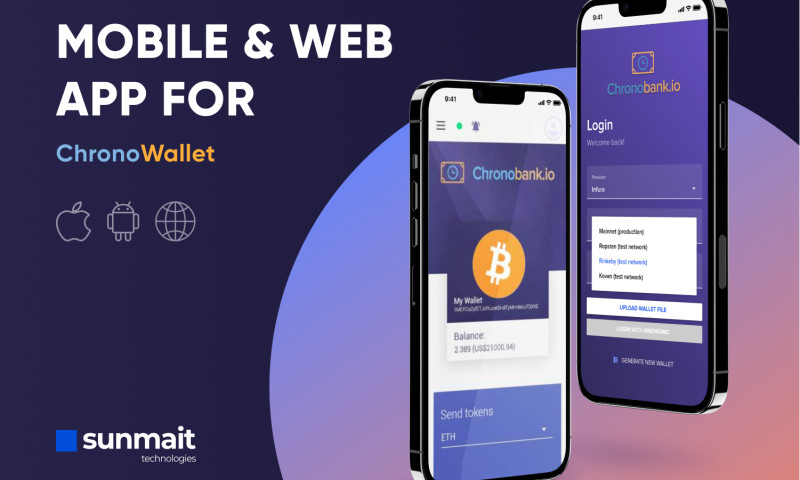 MOBILE & WEB
APP FOR
ChronoWallet
sunmait
technologies
9:41
Chronobank.io
My Wallet
Balance:
2.389 (US$21000.94)
Send tokens
ETH
9:41
Chronobank.io
Login
Welcome back!
Provider
Infura
Mainnet (production)
Ropsten (test network)
Rinkeby (test network)
Kovan (test network)
UPLOAD WALLET FILE
LOGIN WITH MNEMONIC
GENERATE NEW WALLET